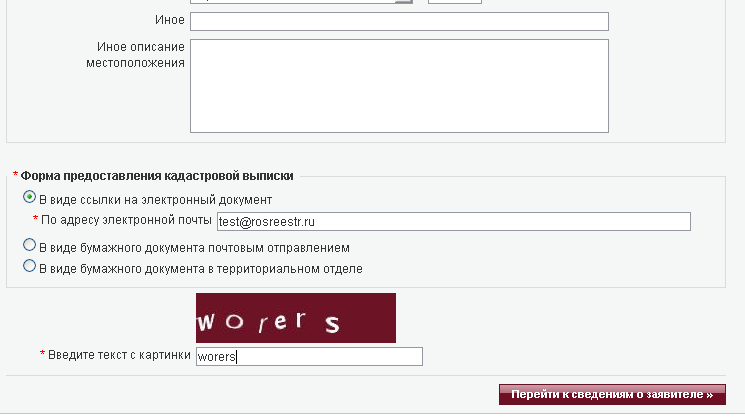 Иное
Иное описание
местоположения
* Форма предоставления кадастровой выписки
В виде ссылки на электронный документ
* По адресу электронной почты test@rosreestr.ru
В виде бумажного документа почтовым отправлением
В виде бумажного документа в территориальном отделе
worers
* Введите текст с картинки worers
Перейти к сведениям о заявителе »